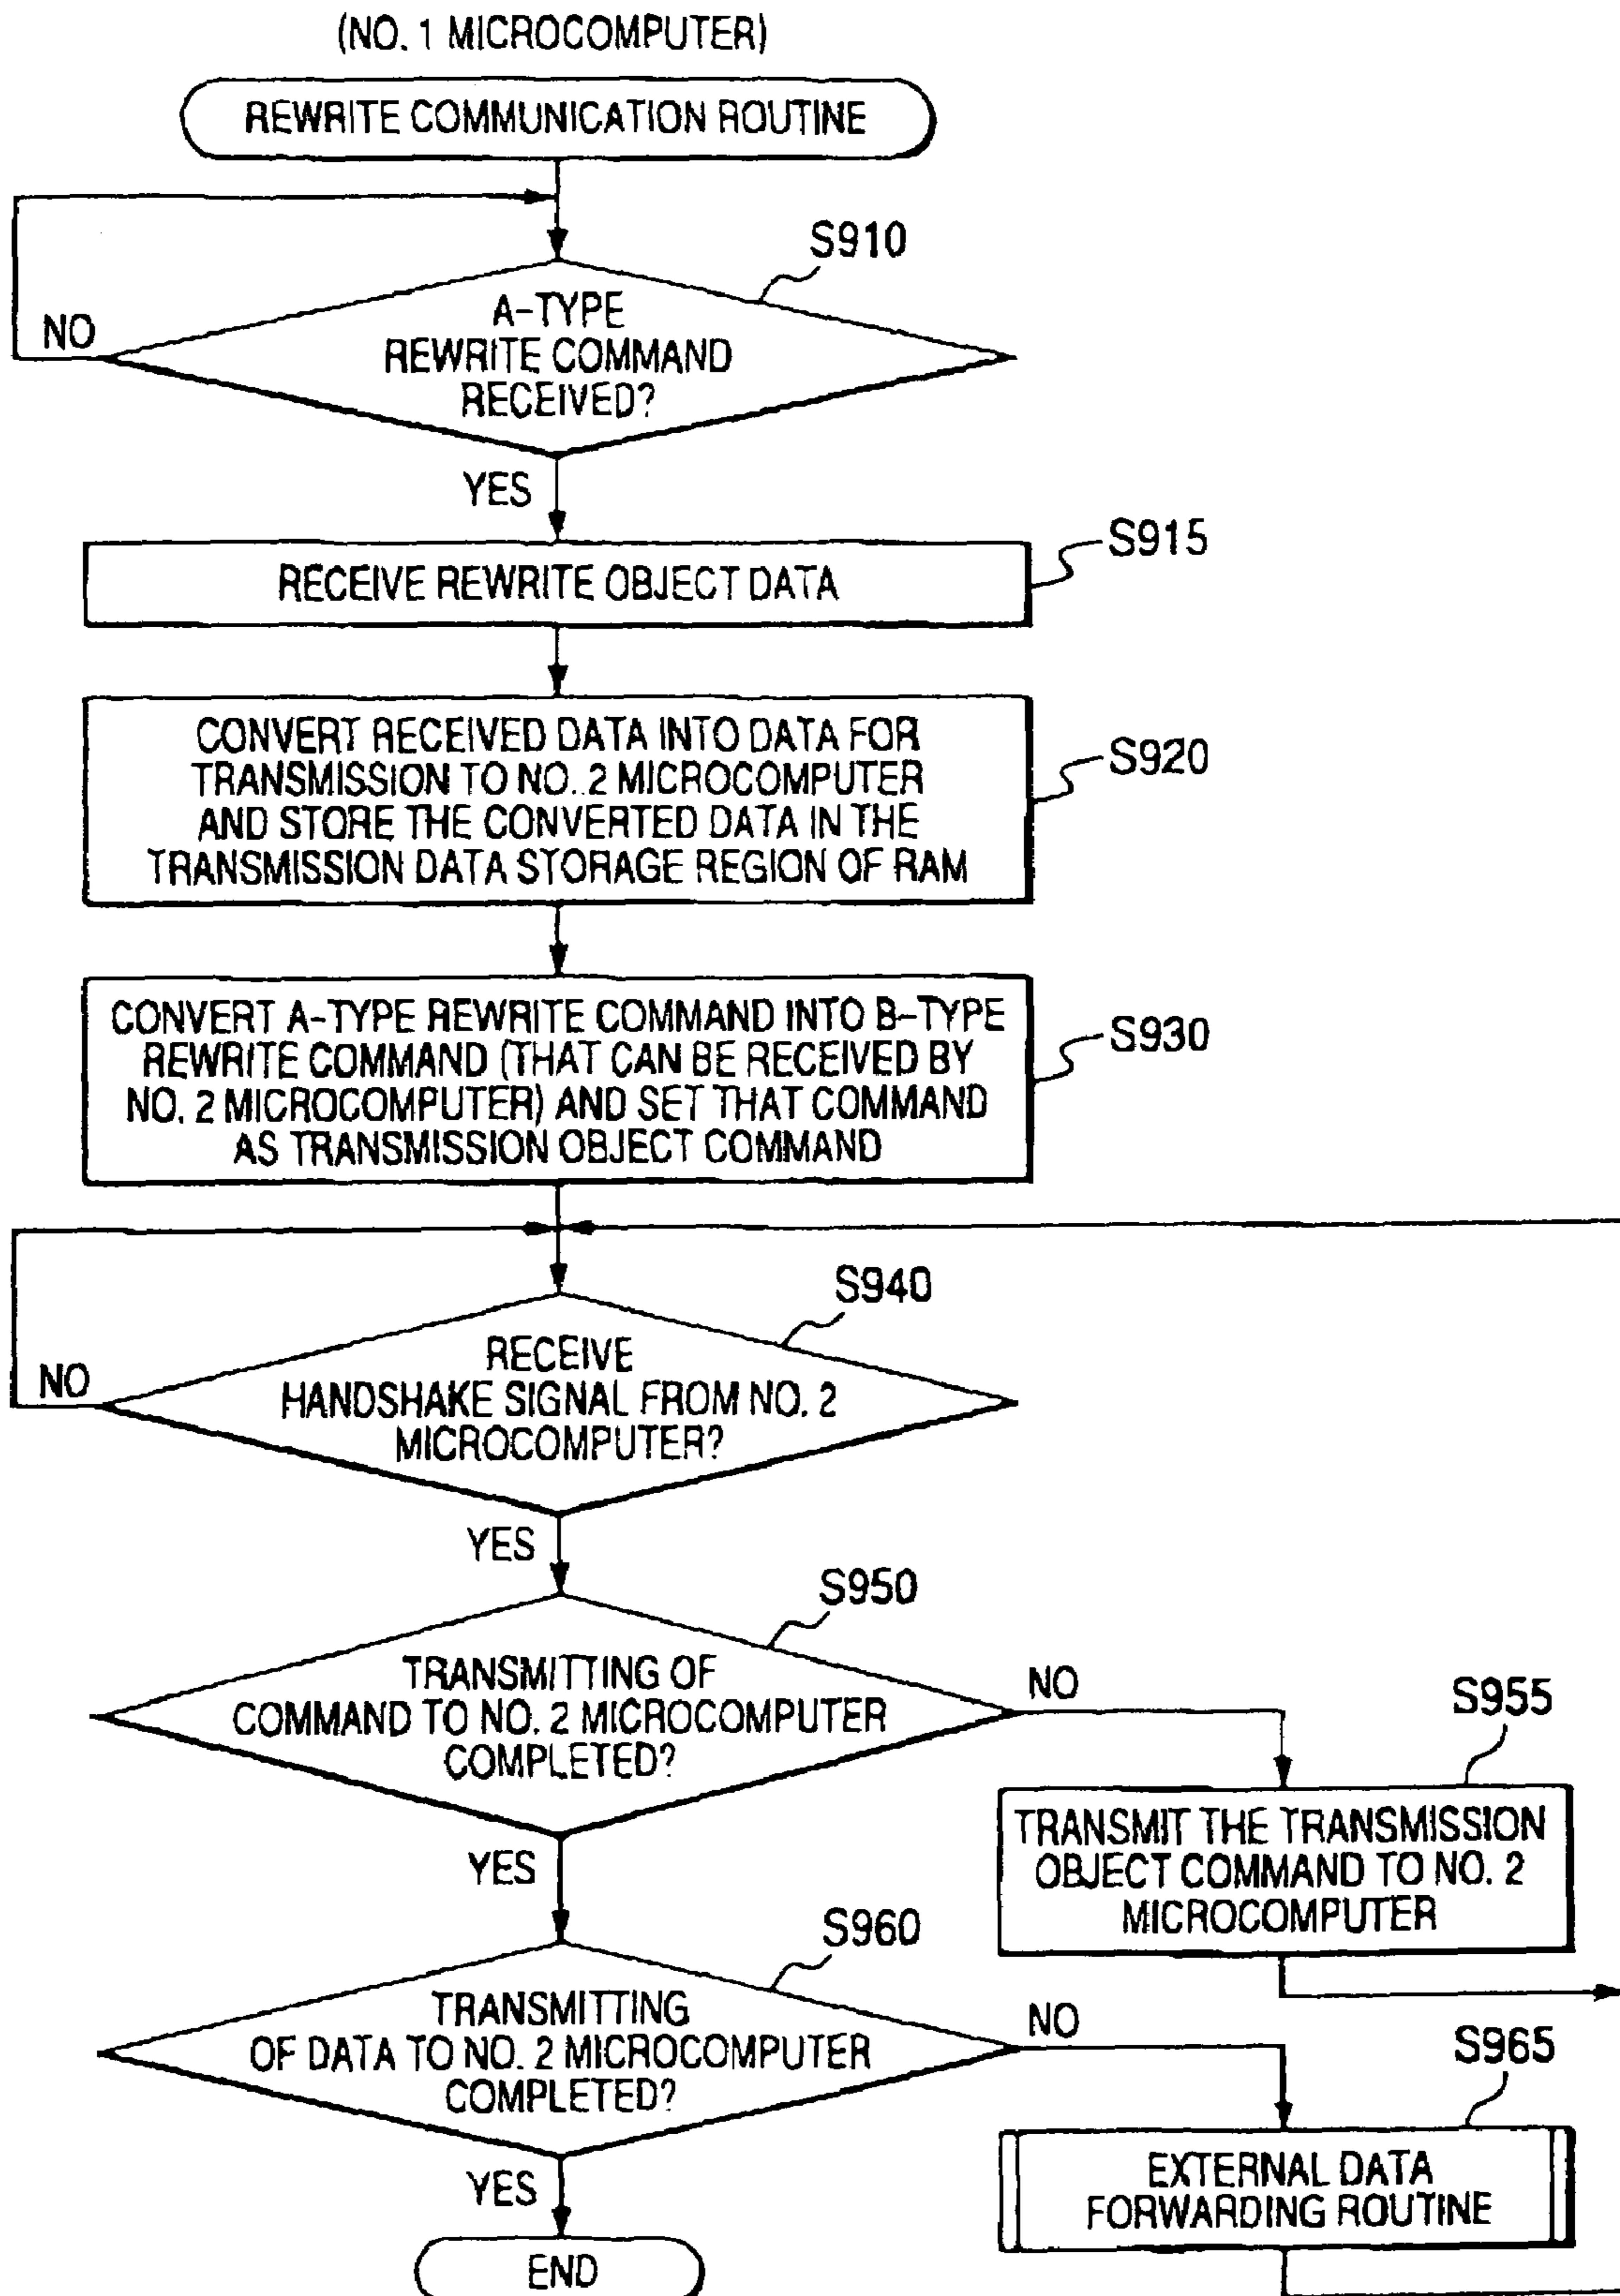 (NO. 1 MICROCOMPUTER)
REWRITE COMMUNICATION ROUTINE
S910
A-TYPE
REWRITE COMMAND
RECEIVED?
NO
YES
S915
RECEIVE REWRITE OBJECT DATA
S920
CONVERT RECEIVED DATA INTO DATA FOR
TRANSMISSION TO NO. 2 MICROCOMPUTER
AND STORE THE CONVERTED DATA IN THE
TRANSMISSION DATA STORAGE REGION OF RAM
S930
CONVERT A-TYPE REWRITE COMMAND INTO B-TYPE
REWRITE COMMAND (THAT CAN BE RECEIVED BY
NO. 2 MICROCOMPUTER) AND SET THAT COMMAND
AS TRANSMISSION OBJECT COMMAND
S940
RECEIVE
HANDSHAKE SIGNAL FROM NO. 2
MICROCOMPUTER?
NO
YES
S950
TRANSMITTING OF
COMMAND TO NO. 2 MICROCOMPUTER
COMPLETED?
NO
YES
S955
TRANSMIT THE TRANSMISSION
OBJECT COMMAND TO NO. 2
MICROCOMPUTER
S960
TRANSMITTING
OF DATA TO NO. 2 MICROCOMPUTER
COMPLETED?
NO
YES
S965
EXTERNAL DATA
FORWARDING ROUTINE
END